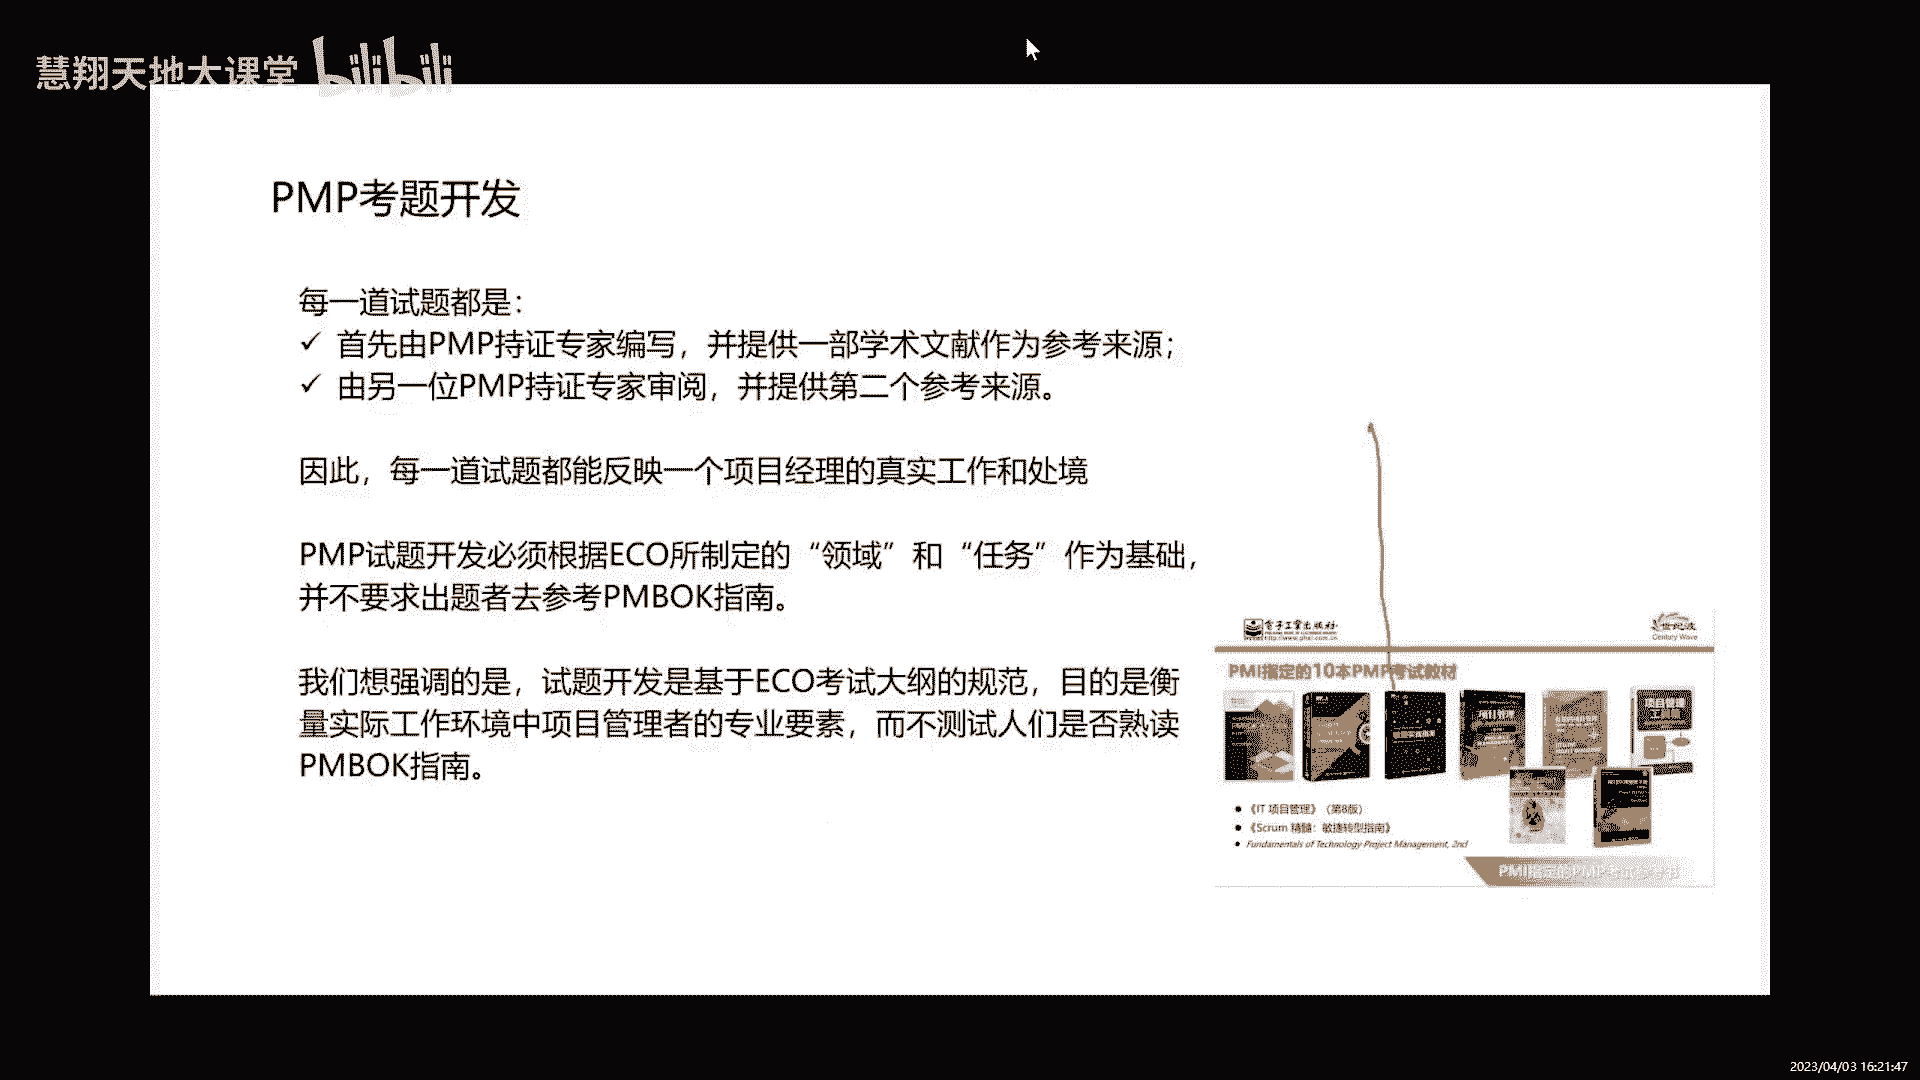 慧翔天地大课堂 bilibili
PMP考题开发
每一道试题都是：
✓ 首先由PMP持证专家编写，并提供一部学术文献作为参考来源；
✓ 由另一位PMP持证专家审阅，并提供第二个参考来源。
因此，每一道试题都能反映一个项目经理的真实工作和处境
PMP试题开发必须根据ECO所制定的“领域”和“任务”作为基础，
并不要求出题者去参考PMBOK指南。
我们想强调的是，试题开发是基于ECO考试大纲的规范，目的是衡
量实际工作环境中项目管理者的专业要素，而不测试人们是否熟读
PMBOK指南。
电子工业出版社
世纪波
Century Wave
PMI指定的10本PMP考试教材
项目管理
项目管理
工具箱
● 《IT 项目管理》（第8版）
● 《Scrum 精髓：敏捷转型指南》
● Fundamentals of Technology Project Management, 2nd
PMI指定的PMP考试参考书
2023/04/03 16:21:47